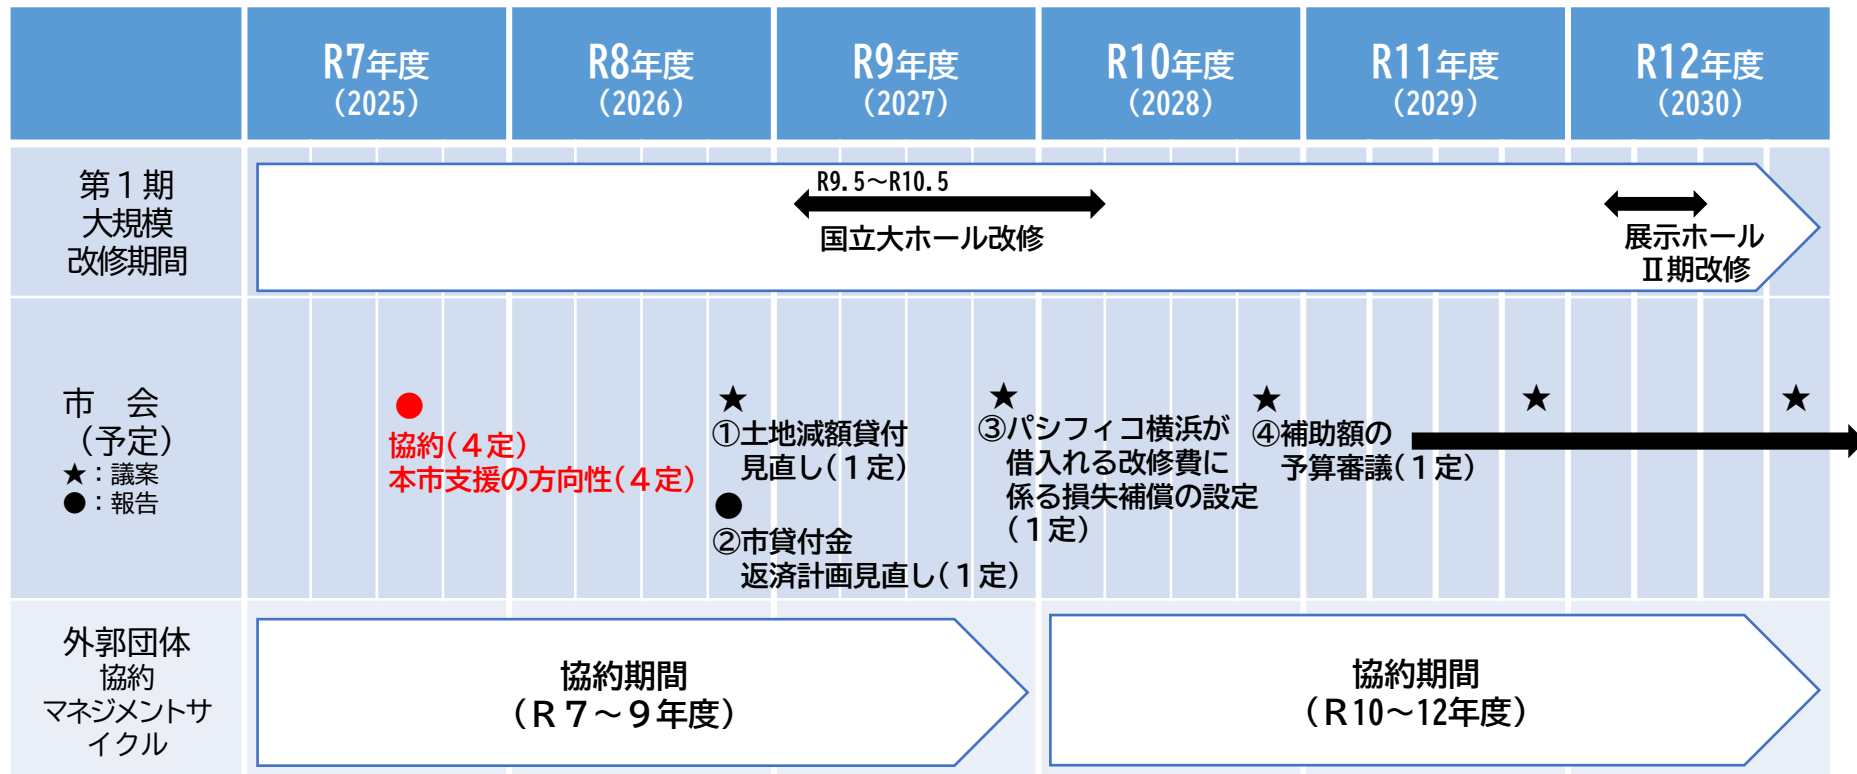 R7年度
(2025)
R8年度
(2026)
R9年度
(2027)
R10年度
(2028)
R11年度
(2029)
R12年度
(2030)
第1期
大規模
改修期間
R9.5～R10.5
国立大ホール改修
展示ホール
Ⅱ期改修
市　会
（予定）
★：議案
●：報告
●
協約(4定)
本市支援の方向性(4定)
★
①土地減額貸付
見直し(1定)
●
②市貸付金
返済計画見直し(1定)
★
③パシフィコ横浜が
借入れる改修費に
係る損失補償の設定
(1定)
★
④補助額の
予算審議(1定)
★
★
外郭団体
協約
マネジメントサ
イクル
協約期間
(R7～9年度)
協約期間
(R10～12年度)